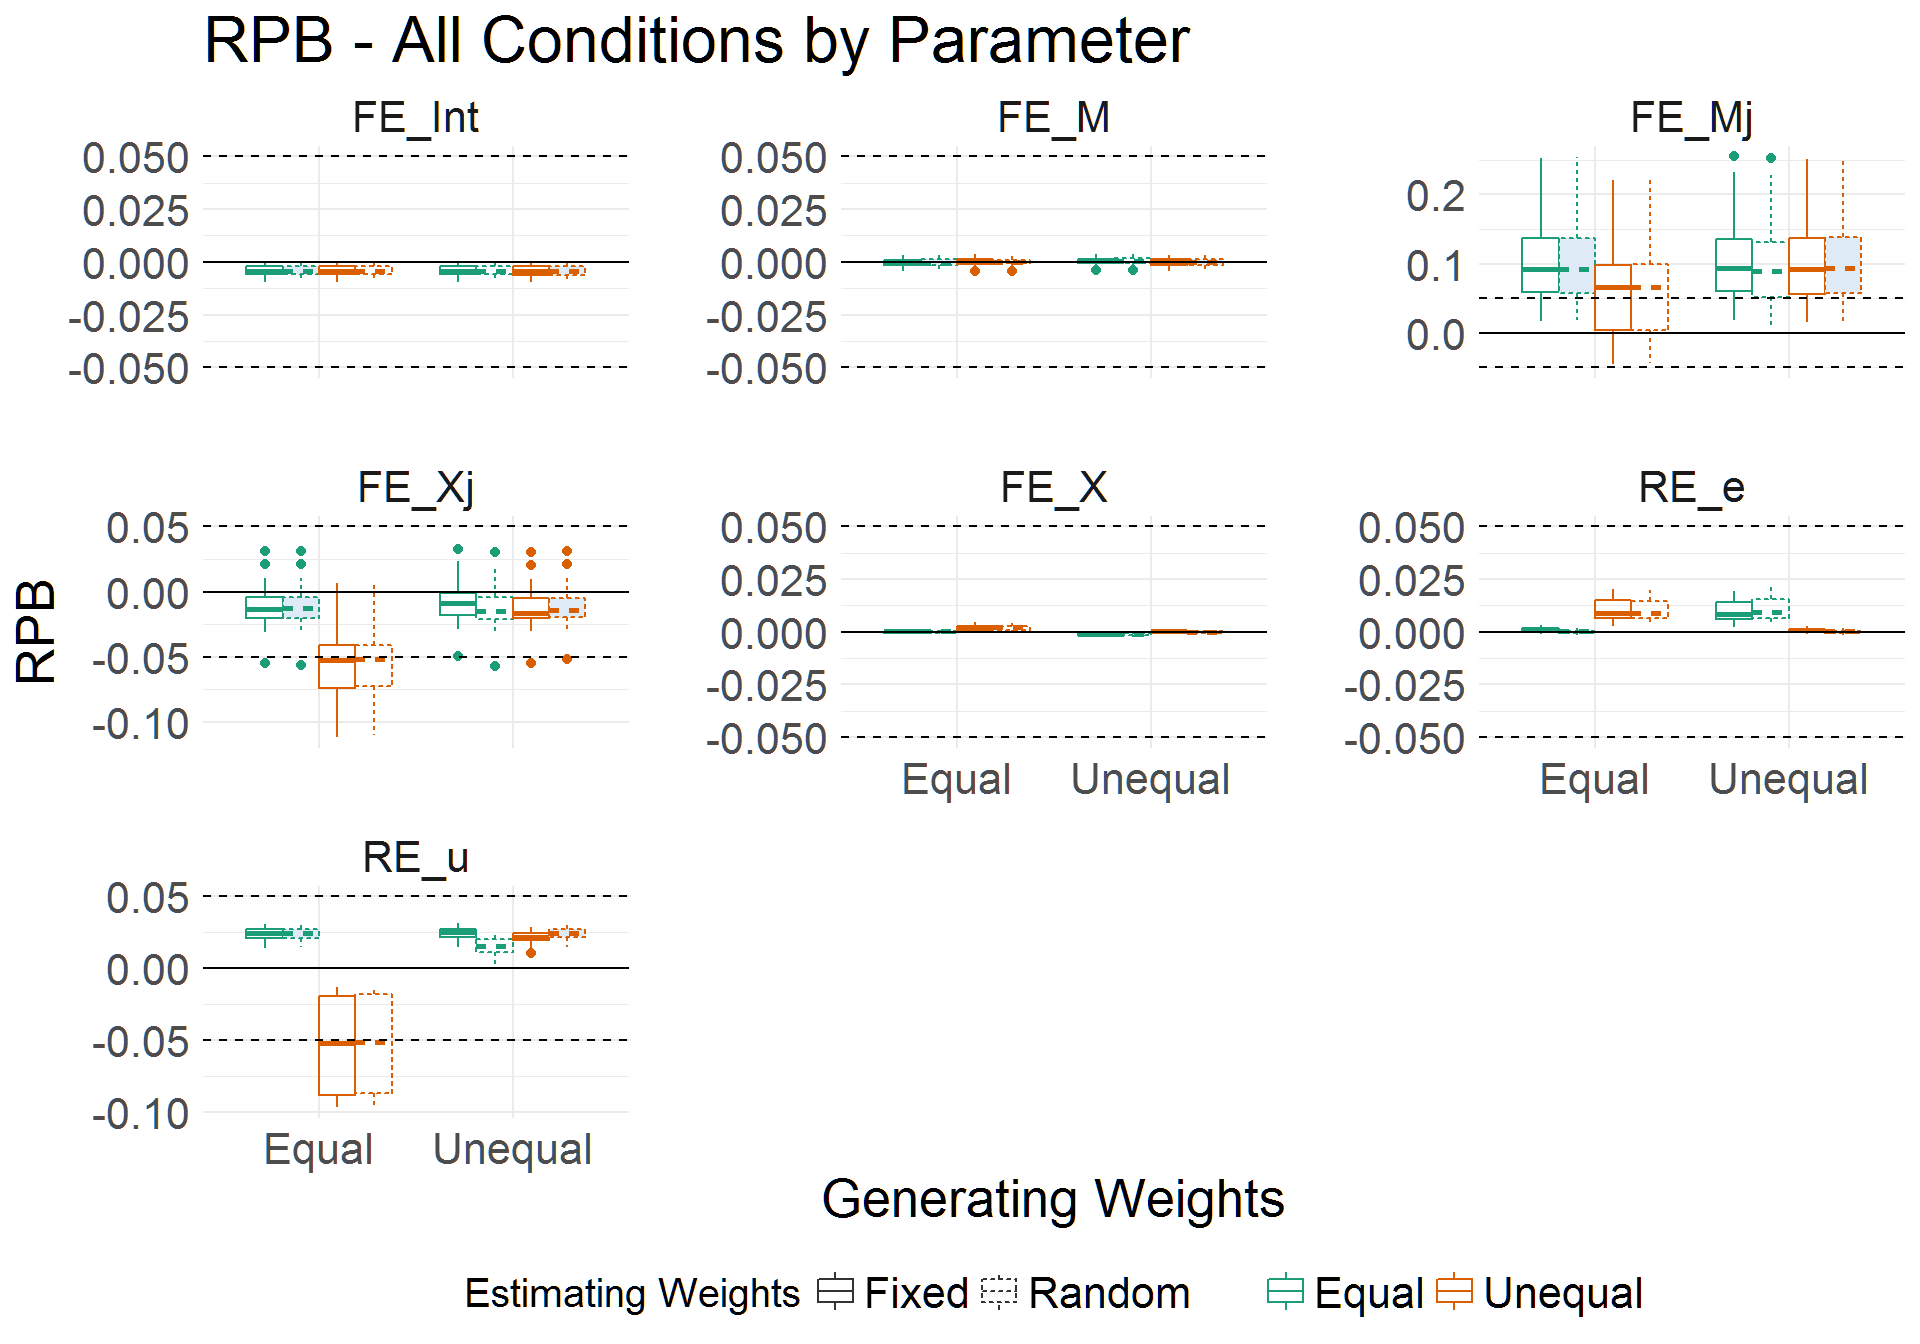 RPB - All Conditions by Parameter
FE_Int
FE_M
FE_Mj
0.050
0.025
0.000
-0.025
-0.050
0.050
0.025
0.000
-0.025
-0.050
0.2
0.1
0.0
FE_Xj
FE_X
RE_e
0.05
0.00
-0.05
-0.10
0.050
0.025
0.000
-0.025
-0.050
0.050
0.025
0.000
-0.025
-0.050
Equal Unequal
Equal Unequal
RPB
RE_u
0.05
0.00
-0.05
-0.10
Equal Unequal
Generating Weights
Estimating Weights Fixed Random Equal Unequal